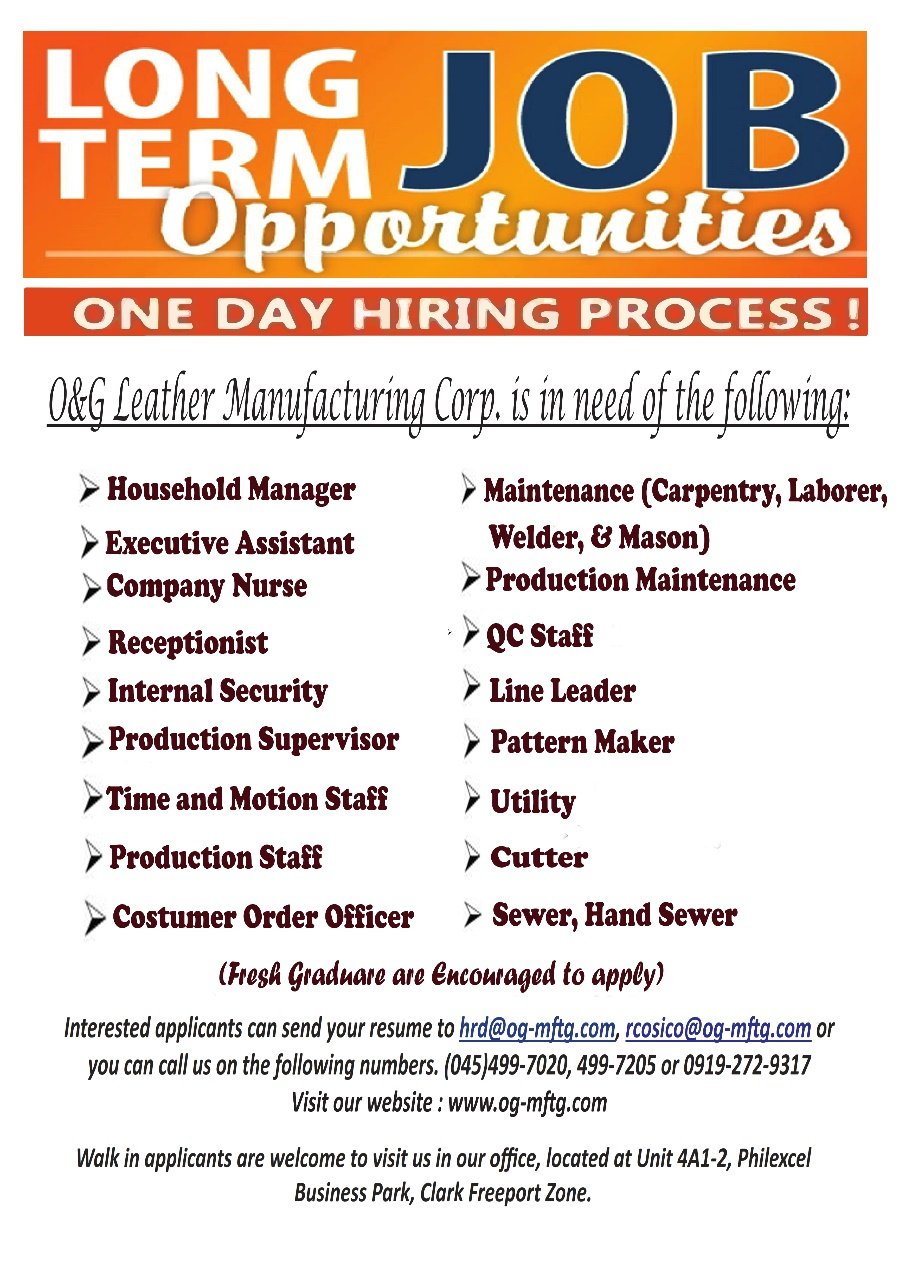 LONG TERM JOB
Opportunities
ONE DAY HIRING PROCESS !
O&G Leather Manufacturing Corp. is in need of the following:
Household Manager
Executive Assistant
Company Nurse
Receptionist
Internal Security
Production Supervisor
Time and Motion Staff
Production Staff
Costumer Order Officer
Maintenance (Carpentry, Laborer,
Welder, & Mason)
Production Maintenance
QC Staff
Line Leader
Pattern Maker
Utility
Cutter
Sewer, Hand Sewer
(Fresh Graduare are Encouraged to apply)
Interested applicants can send your resume to hrd@og-mftg.com, rcosico@og-mftg.com or
you can call us on the following numbers. (045)499-7020, 499-7205 or 0919-272-9317
Visit our website : www.og-mftg.com
Walk in applicants are welcome to visit us in our office, located at Unit 4A1-2, Philexcel
Business Park, Clark Freeport Zone.